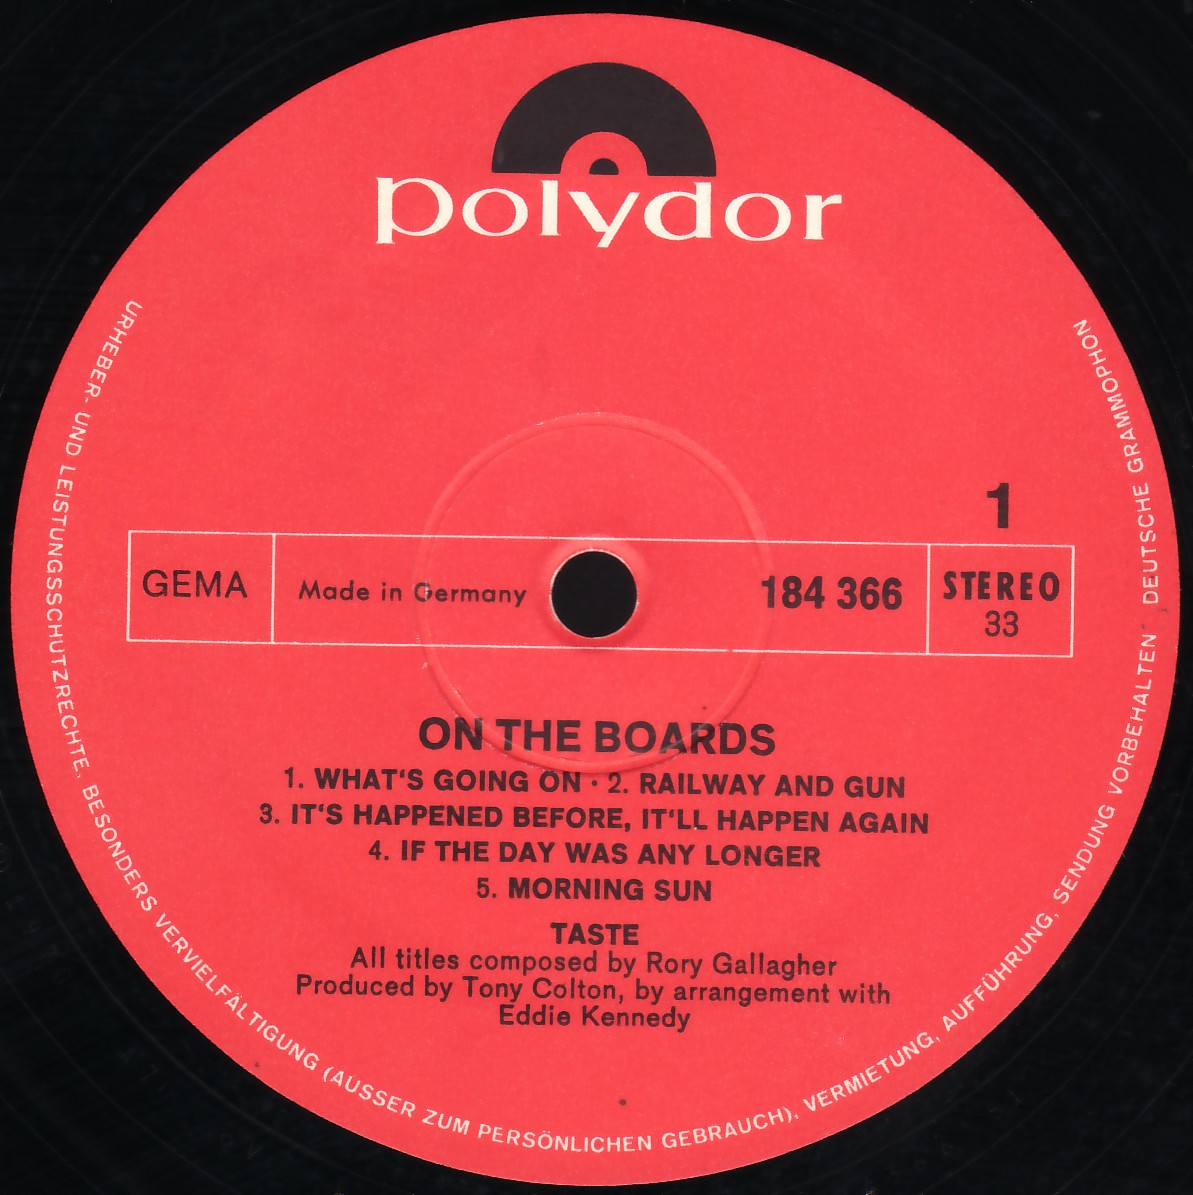 polydor
1
GEMA
Made in Germany
184 366
STEREO
33
ON THE BOARDS
1. WHAT'S GOING ON · 2. RAILWAY AND GUN
3. IT'S HAPPENED BEFORE, IT'LL HAPPEN AGAIN
4. IF THE DAY WAS ANY LONGER
5. MORNING SUN
TASTE
All titles composed by Rory Gallagher
Produced by Tony Colton, by arrangement with
Eddie Kennedy
URHEBER- UND LEISTUNGSSCHUTZRECHTE, BESONDERS VERVIELFÄLTIGUNG (AUSSER ZUM PERSÖNLICHEN GEBRAUCH), VERMIETUNG, AUFFÜHRUNG, SENDUNG VORBEHALTEN DEUTSCHE GRAMMOPHON